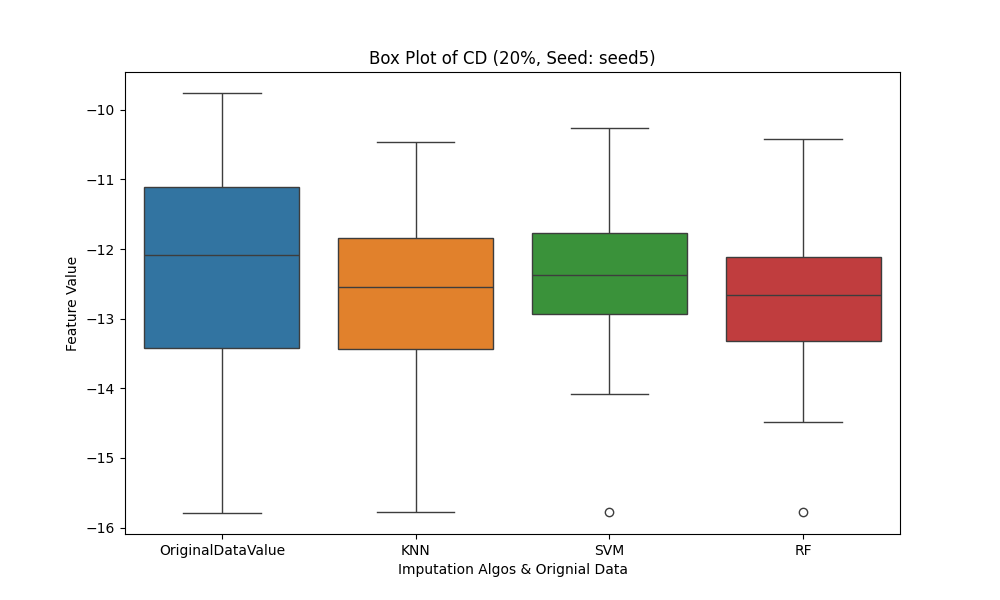 Box Plot of CD (20%, Seed: seed5)
Feature Value
−10
−11
−12
−13
−14
−15
−16
OriginalDataValue
KNN
SVM
RF
Imputation Algos & Orignial Data